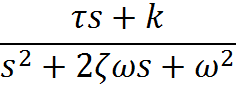 τs + k
s² + 2ζωs + ω²